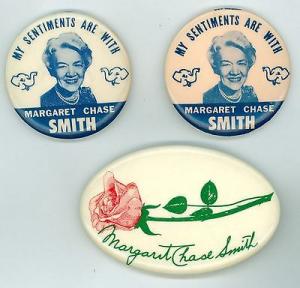 MY SENTIMENTS ARE WITH
MARGARET CHASE
SMITH
MY SENTIMENTS ARE WITH
MARGARET CHASE
SMITH
Margaret Chase Smith